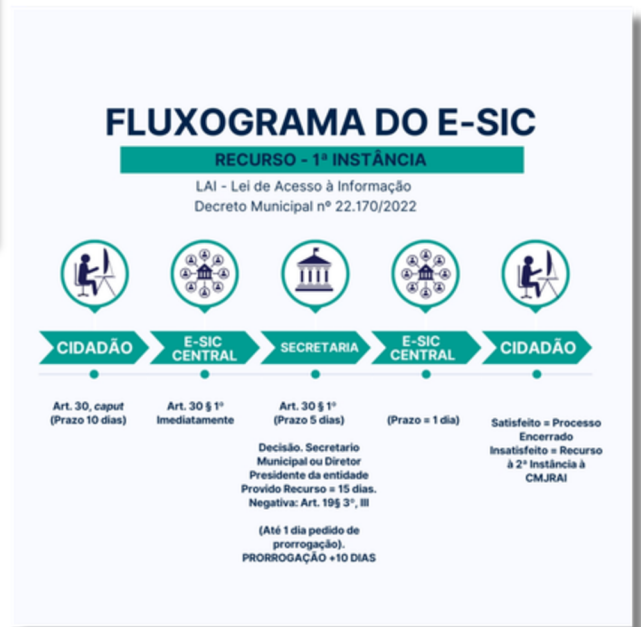 FLUXOGRAMA DO E-SIC
RECURSO - 1ª INSTÂNCIA
LAI - Lei de Acesso à Informação
Decreto Municipal nº 22.170/2022
CIDADÃO
E-SIC
CENTRAL
SECRETARIA
E-SIC
CENTRAL
CIDADÃO
Art. 30, caput
(Prazo 10 dias)
Art. 30 § 1º
Imediatamente
Art. 30 § 1º
(Prazo 5 dias)
Decisão. Secretario
Municipal ou Diretor
Presidente da entidade
Provido Recurso = 15 dias.
Negativa: Art. 19§ 3º, III
(Até 1 dia pedido de
prorrogação).
PRORROGAÇÃO +10 DIAS
(Prazo = 1 dia)
Satisfeito = Processo
Encerrado
Insatisfeito = Recurso
à 2ª Instância à
CMJRAI